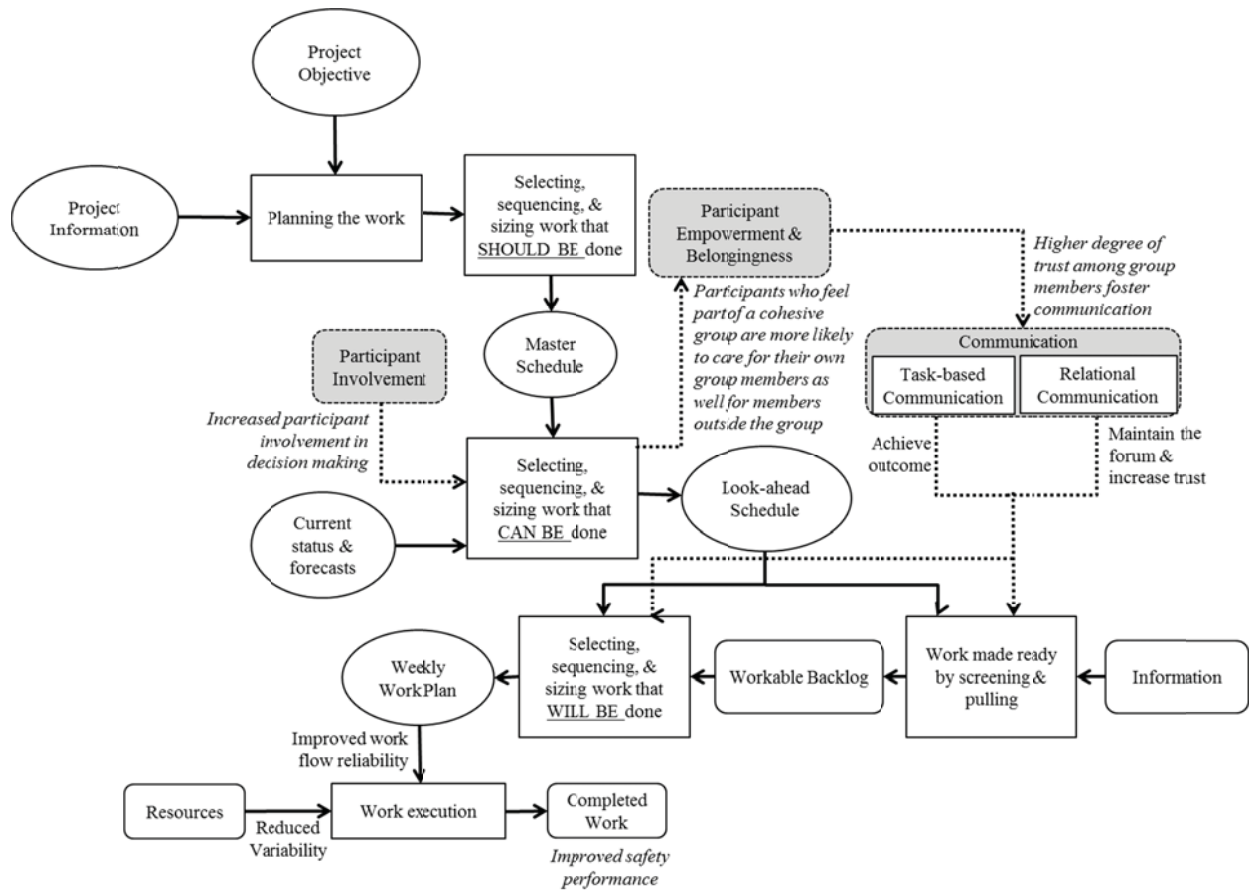 Project
Objective
Project
Information
Planning the work
Selecting,
sequencing, &
sizing work that
SHOULD BE done
Participant
Empowerment &
Belongingness
Higher degree of
trust among group
members foster
communication
Participants who feel
part of a cohesive
group are more likely
to care for their own
group members as
well for members
outside the group
Master
Schedule
Participant
Involvement
Communication
Task-based
Communication
Relational
Communication
Increased participant
involvement in
decision making
Achieve
outcome
Maintain the
forum &
increase trust
Selecting,
sequencing, &
sizing work that
CAN BE done
Look-ahead
Schedule
Current
status &
forecasts
Weekly
Work Plan
Selecting,
sequencing, &
sizing work that
WILL BE done
Workable Backlog
Work made ready
by screening &
pulling
Information
Improved work
flow reliability
Resources
Reduced
Variability
Work execution
Completed
Work
Improved safety
performance